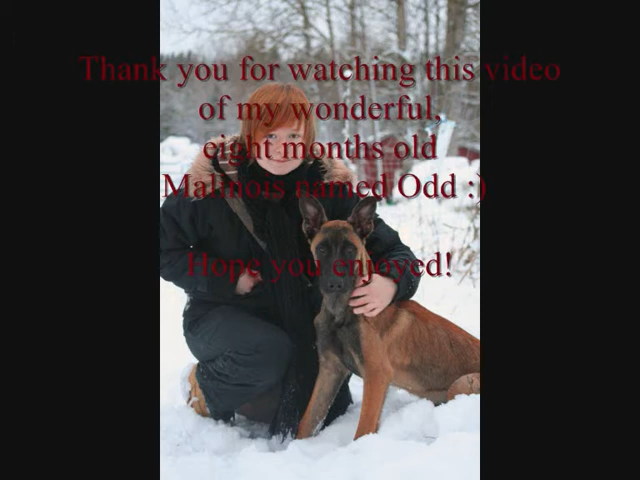 Thank you for watching this video
of my wonderful,
eight months old
Malinois named Odd :)
Hope you enjoyed!